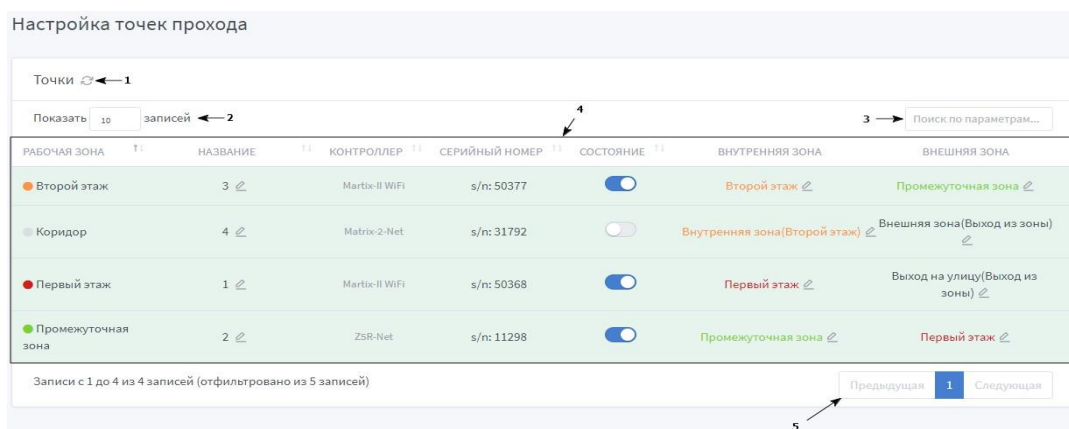 Настройка точек прохода
Точки 1
Показать 10 записей 2
4
3 Поиск по параметрам...
РАБОЧАЯ ЗОНА НАЗВАНИЕ КОНТРОЛЛЕР СЕРИЙНЫЙ НОМЕР СОСТОЯНИЕ ВНУТРЕННЯЯ ЗОНА ВНЕШНЯЯ ЗОНА
Второй этаж 3 Martix-II WiFi s/n: 50377 Второй этаж Промежуточная зона
Коридор 4 Matrix-2-Net s/n: 31792 Внутренняя зона(Второй этаж) Внешняя зона(Выход из зоны)
Первый этаж 1 Martix-II WiFi s/n: 50368 Первый этаж Выход на улицу(Выход из
зоны)
Промежуточная
зона 2 Z5R-Net s/n: 11298 Промежуточная зона Первый этаж
Записи с 1 до 4 из 4 записей (отфильтровано из 5 записей)
Предыдущая 1 Следующая
5